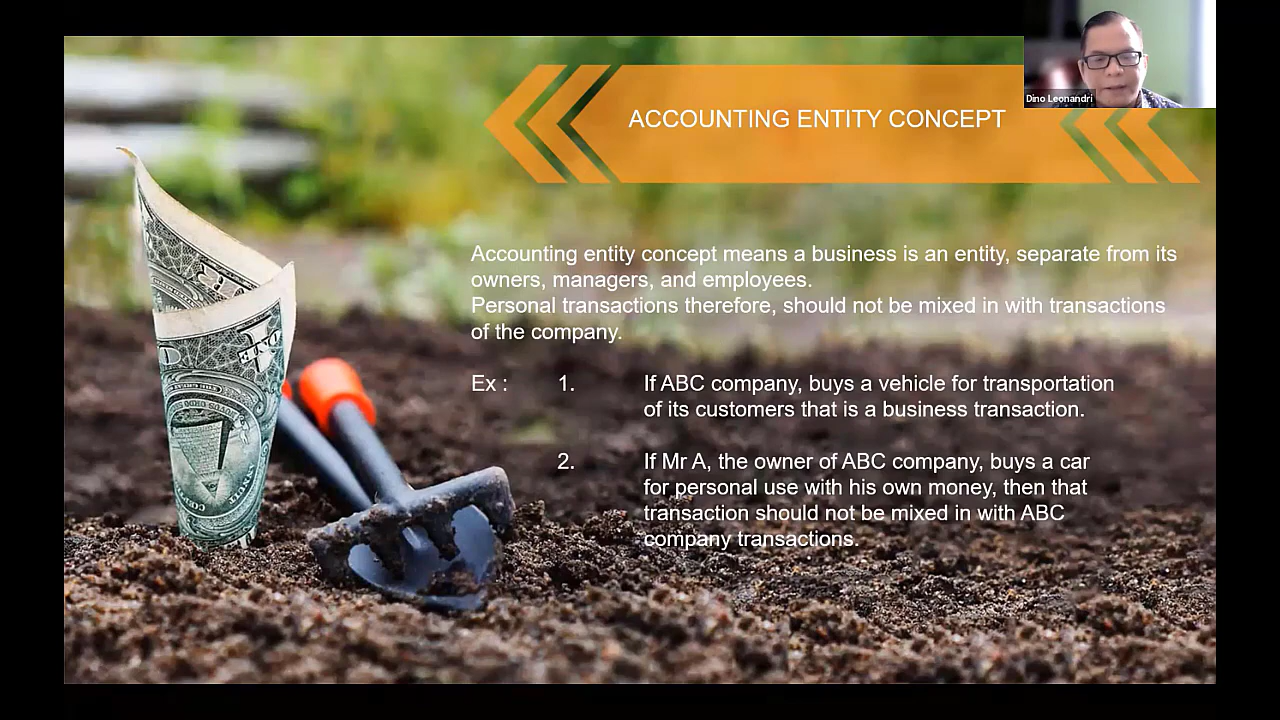 Dino Leonandri
ACCOUNTING ENTITY CONCEPT
Accounting entity concept means a business is an entity, separate from its
owners, managers, and employees.
Personal transactions therefore, should not be mixed in with transactions
of the company.
Ex : 1. If ABC company, buys a vehicle for transportation
of its customers that is a business transaction.
2. If Mr A, the owner of ABC company, buys a car
for personal use with his own money, then that
transaction should not be mixed in with ABC
company transactions.